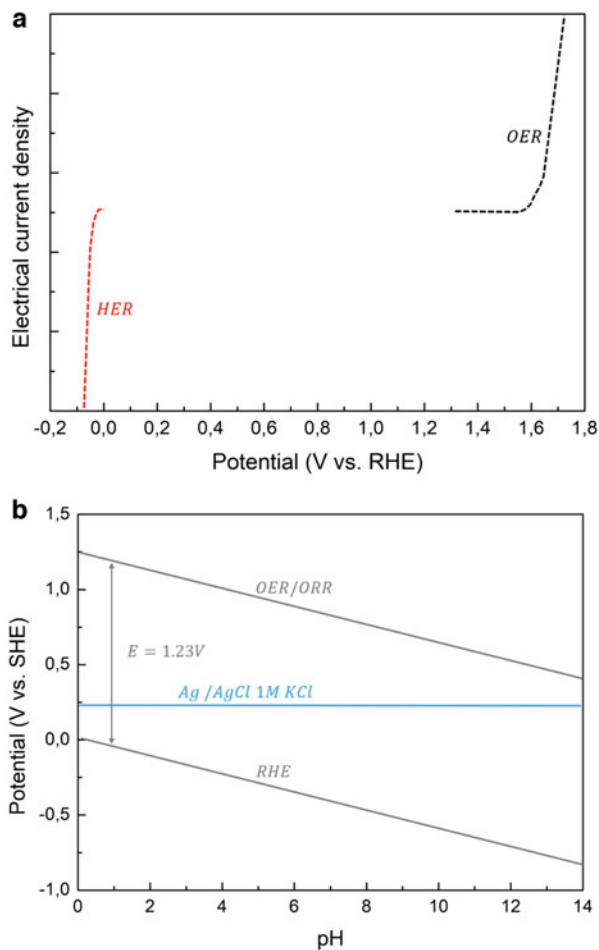 a
Electrical current density
OER
HER
-0,2 0,0 0,2 0,4 0,6 0,8 1,0 1,2 1,4 1,6 1,8
Potential (V vs. RHE)
b
Potential (V vs. SHE)
1,5
1,0
0,5
0,0
-0,5
-1,0
OER/ORR
E = 1.23V
Ag /AgCl 1M KCl
RHE
0 2 4 6 8 10 12 14
pH